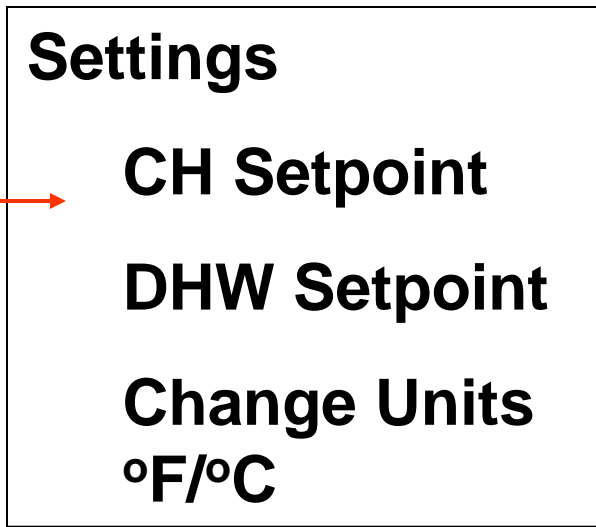 Settings
CH Setpoint
DHW Setpoint
Change Units
ºF/ºC